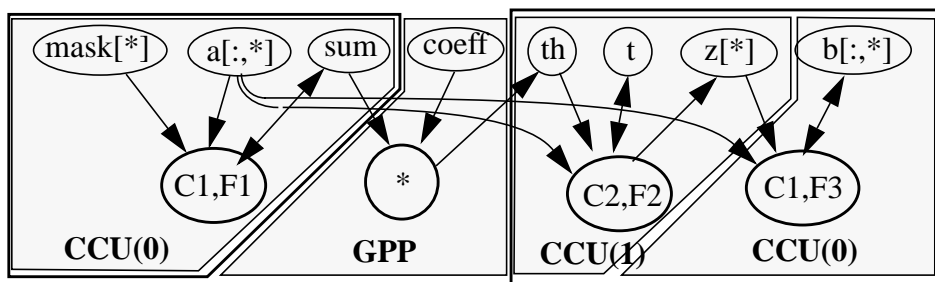 mask[*] a[:,*] sum coeff th t z[*] b[:,*]
C1,F1 * C2,F2 C1,F3
CCU(0) GPP CCU(1) CCU(0)